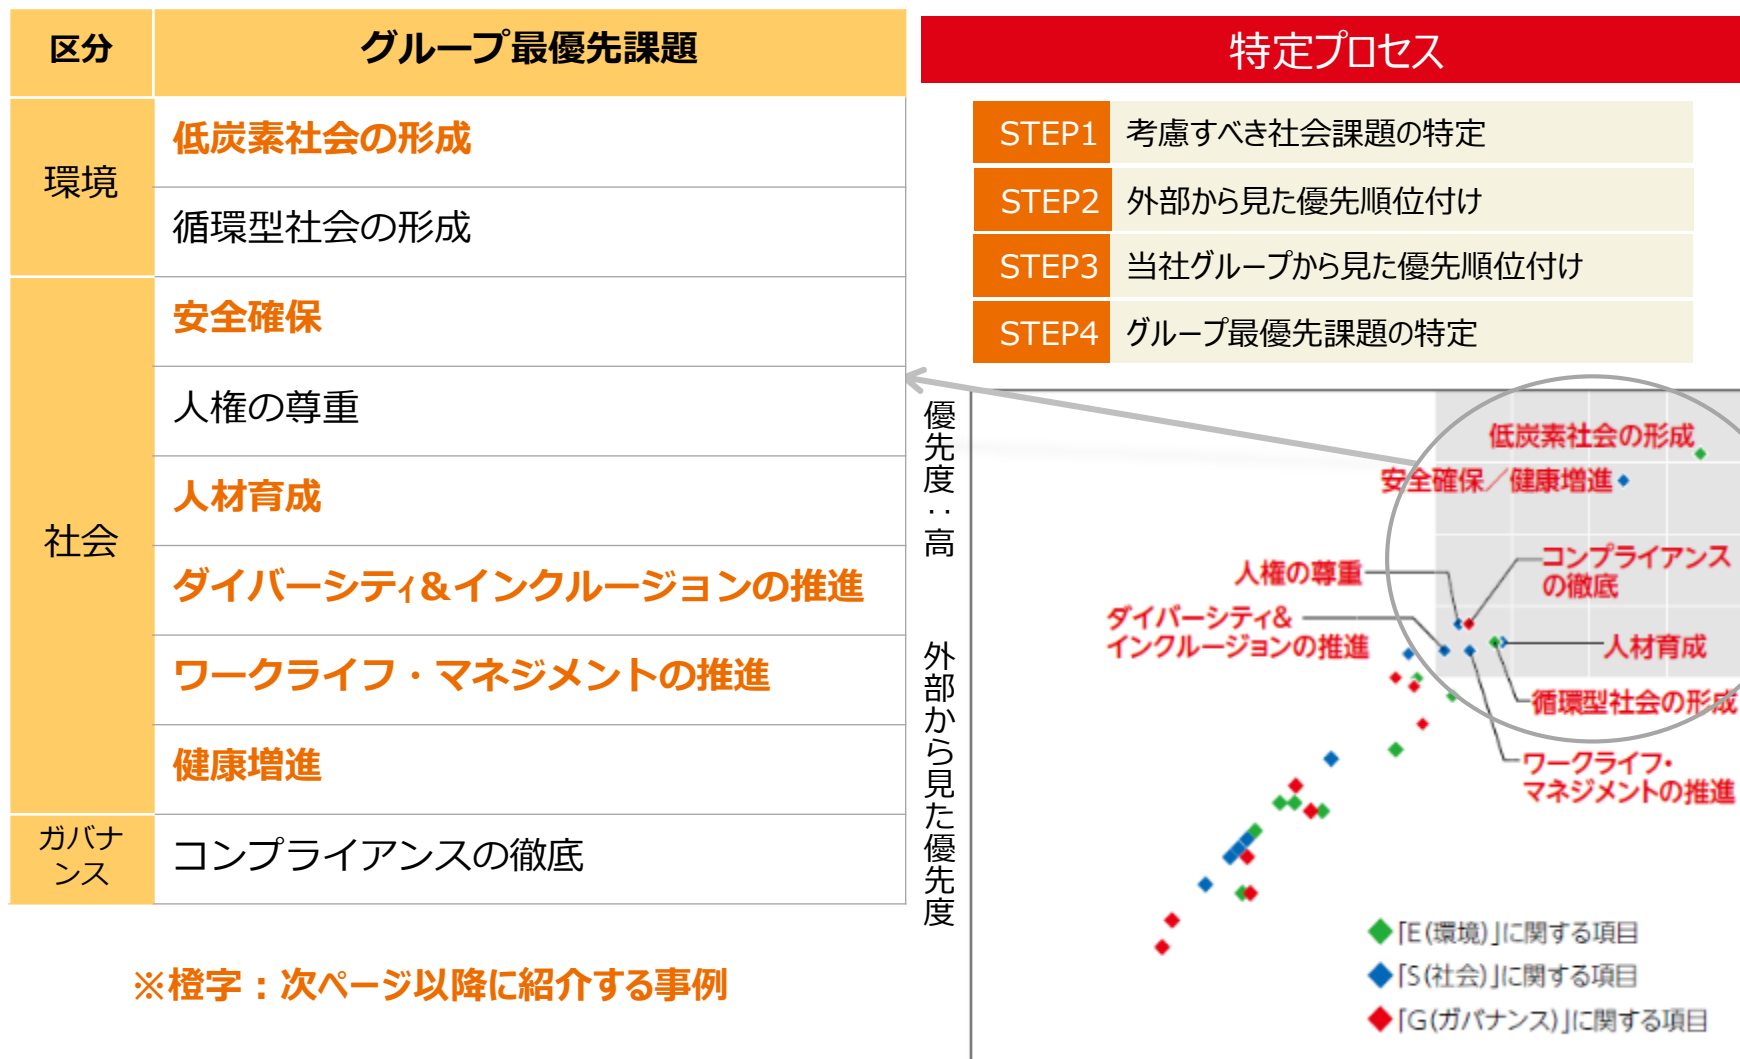 区分
グループ最優先課題
環境
低炭素社会の形成
循環型社会の形成
社会
安全確保
人権の尊重
人材育成
ダイバーシティ&インクルージョンの推進
ワークライフ・マネジメントの推進
健康増進
ガバナ
ンス
コンプライアンスの徹底
※橙字：次ページ以降に紹介する事例
特定プロセス
STEP1 考慮すべき社会課題の特定
STEP2 外部から見た優先順位付け
STEP3 当社グループから見た優先順位付け
STEP4 グループ最優先課題の特定
優先度：高
外部から見た優先度
低炭素社会の形成
安全確保／健康増進
コンプライアンス
の徹底
人権の尊重
ダイバーシティ&
インクルージョンの推進
人材育成
循環型社会の形成
ワークライフ・
マネジメントの推進
「E(環境)」に関する項目
「S(社会)」に関する項目
「G(ガバナンス)」に関する項目